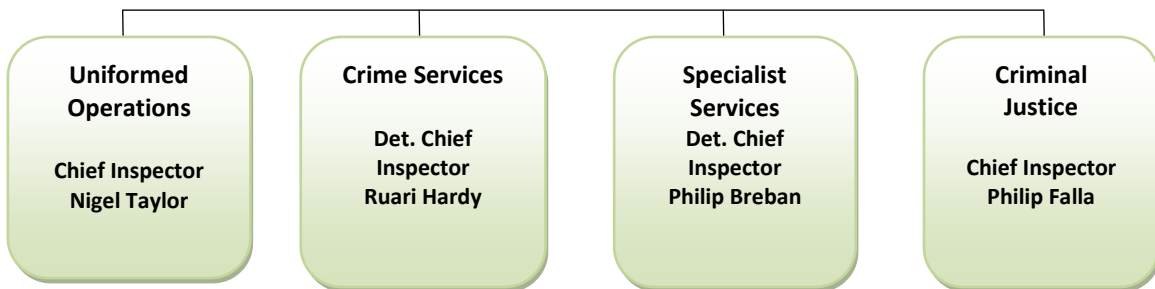 Uniformed
Operations
Chief Inspector
Nigel Taylor
Crime Services
Det. Chief
Inspector
Ruari Hardy
Specialist
Services
Det. Chief
Inspector
Philip Breban
Criminal
Justice
Chief Inspector
Philip Falla